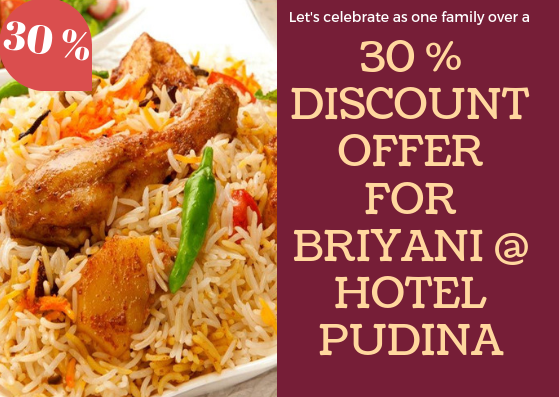 30 %
Let's celebrate as one family over a
30 %
DISCOUNT
OFFER
FOR
BRIYANI @
HOTEL
PUDINA